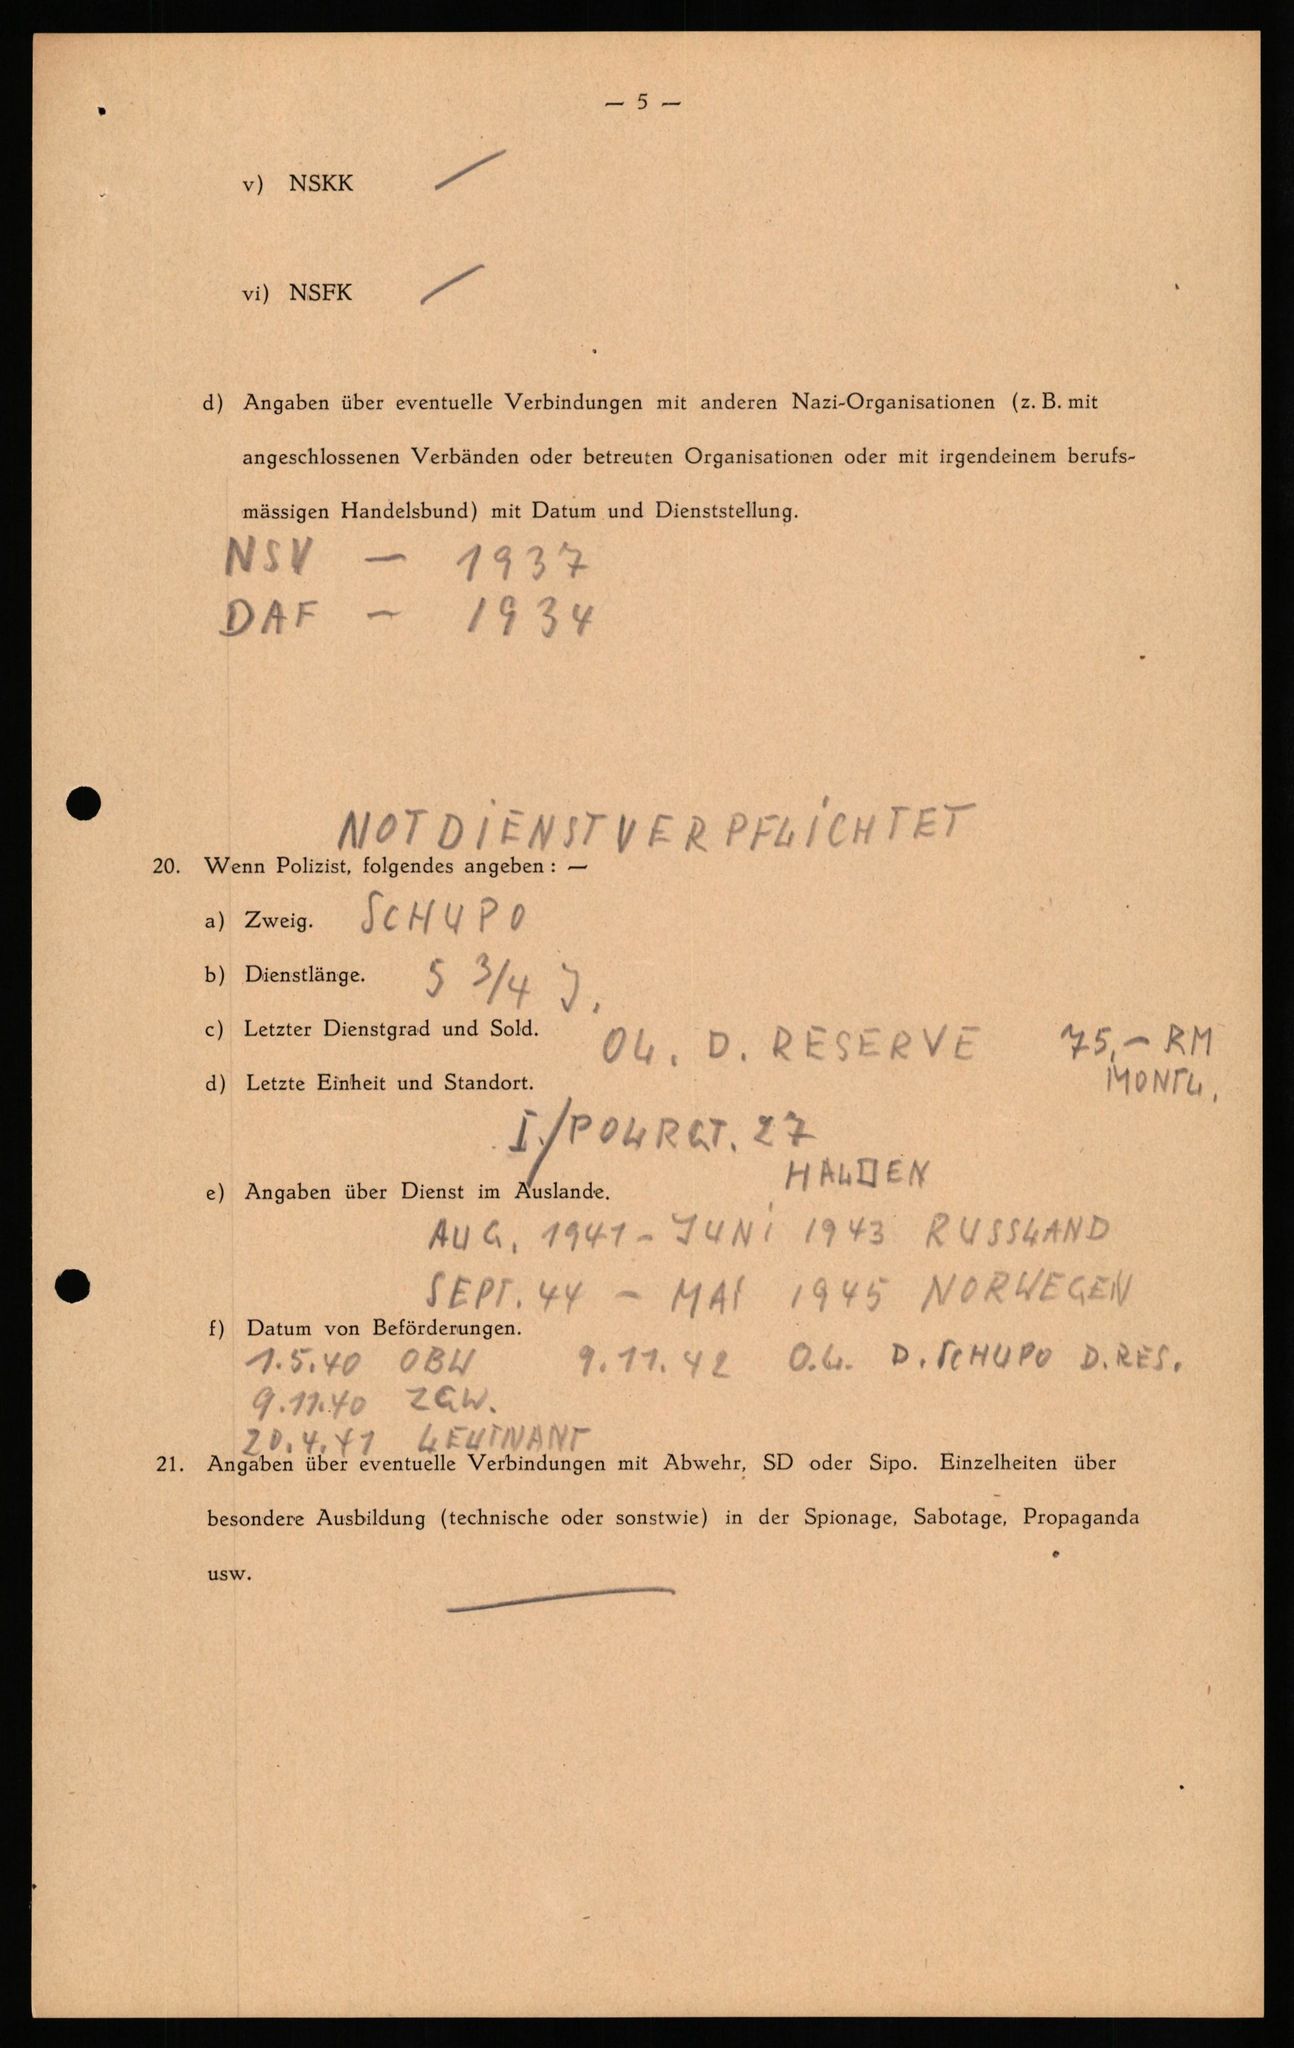 — 5 —
v) NSKK
vi) NSFK
d) Angaben über eventuelle Verbindungen mit anderen Nazi-Organisationen (z. B. mit
angeschlossenen Verbänden oder betreuten Organisationen oder mit irgendeinem berufs-
mässigen Handelsbund) mit Datum und Dienststellung.
NSV — 1937
DAF — 1934
NOTDIENSTVERPFLICHTET
20. Wenn Polizist, folgendes angeben : —
a) Zweig. SCHUPO
b) Dienstlänge. 5 3/4 J.
c) Letzter Dienstgrad und Sold. OL. D. RESERVE 75,— RM
MONTL.
d) Letzte Einheit und Standort.
I./POLRGT. 27
HALDEN
e) Angaben über Dienst im Auslande.
AUG. 1941 - JUNI 1943 RUSSLAND
SEPT. 44 - MAI 1945 NORWEGEN
f) Datum von Beförderungen.
1.5.40 OBW 9.11.42 O.L. D. SCHUPO D. RES.
9.11.40 ZGW.
20.4.41 LEUTNANT
21. Angaben über eventuelle Verbindungen mit Abwehr, SD oder Sipo. Einzelheiten über
besondere Ausbildung (technische oder sonstwie) in der Spionage, Sabotage, Propaganda
usw.